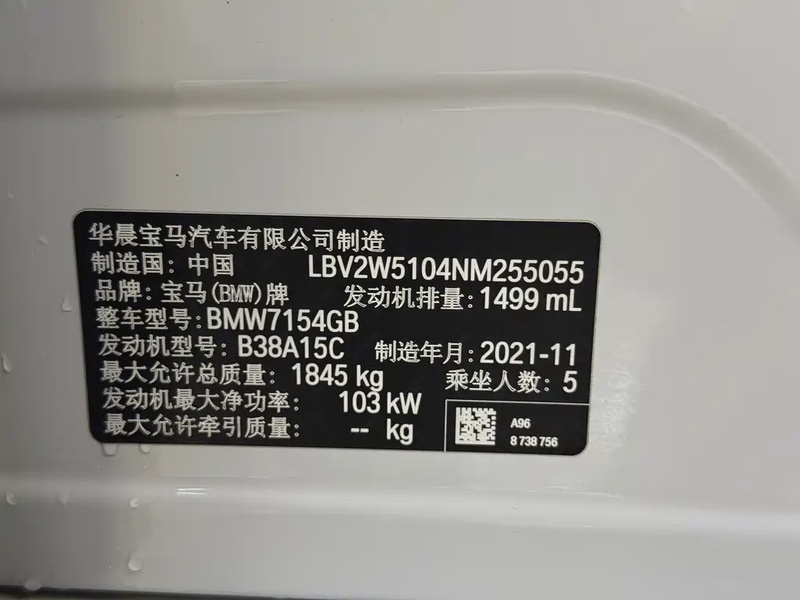 华晨宝马汽车有限公司制造
制造国：中国 LBV2W5104NM255055
品牌：宝马(BMW)牌 发动机排量：1499 mL
整车型号:BMW7154GB
发动机型号：B38A15C 制造年月：2021-11
最大允许总质量：1845 kg 乘坐人数：5
发动机最大净功率：103 kW
最大允许牵引质量：-- kg
A96
8 738 756